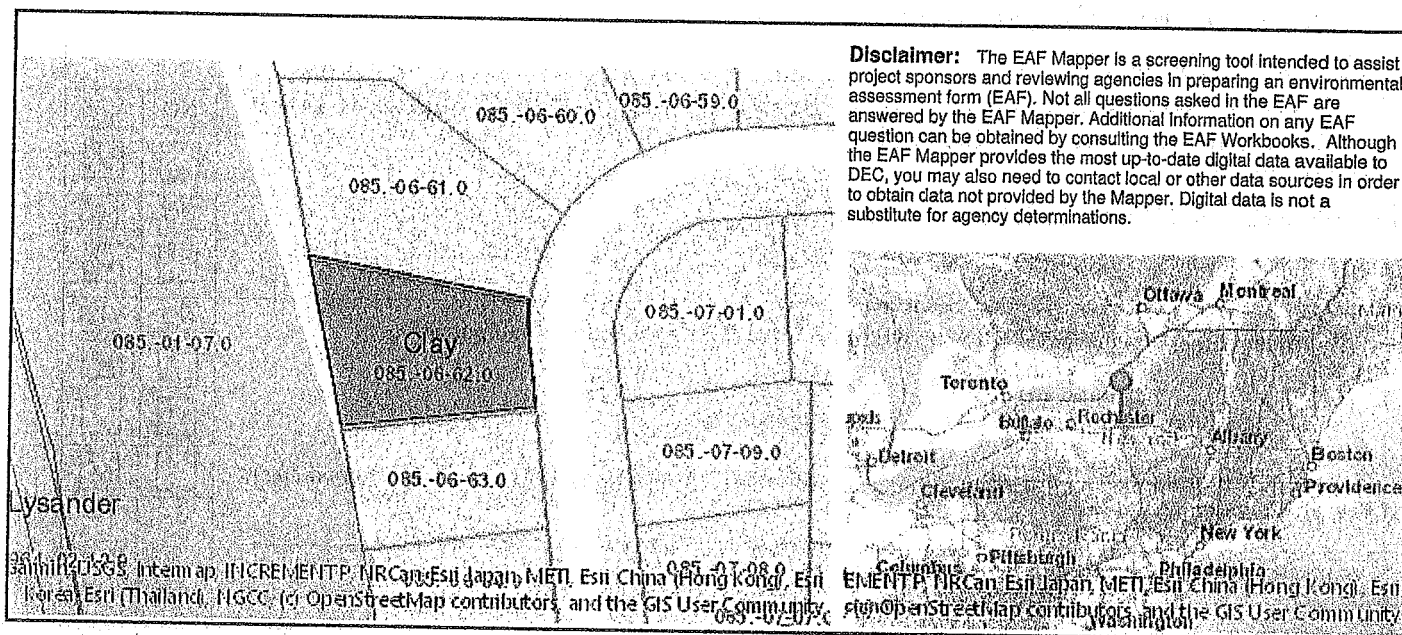 Disclaimer: The EAF Mapper is a screening tool intended to assist
project sponsors and reviewing agencies in preparing an environmental
assessment form (EAF). Not all questions asked in the EAF are
answered by the EAF Mapper. Additional information on any EAF
question can be obtained by consulting the EAF Workbooks. Although
the EAF Mapper provides the most up-to-date digital data available to
DEC, you may also need to contact local or other data sources in order
to obtain data not provided by the Mapper. Digital data is not a
substitute for agency determinations.
085.-06-59.0
085.-06-60.0
085.-06-61.0
085.-07-01.0
085.-01-07.0
Clay
085.-06-62.0
085.-07-09.0
085.-06-63.0
Lysander
085.-07-08.0
USGS, Intermap, INCREMENT P, NRCan, Esri Japan, METI, Esri China (Hong Kong), Esri
Korea, Esri (Thailand), NGCC, (c) OpenStreetMap contributors, and the GIS User Community
Ottawa
Montreal
Toronto
Buffalo
Rochester
Albany
Detroit
Boston
Cleveland
Providence
New York
Pittsburgh
Columbus
Philadelphia
EMENT P, NRCan, Esri Japan, METI, Esri China (Hong Kong), Esri
OpenStreetMap contributors, and the GIS User Community
Washington